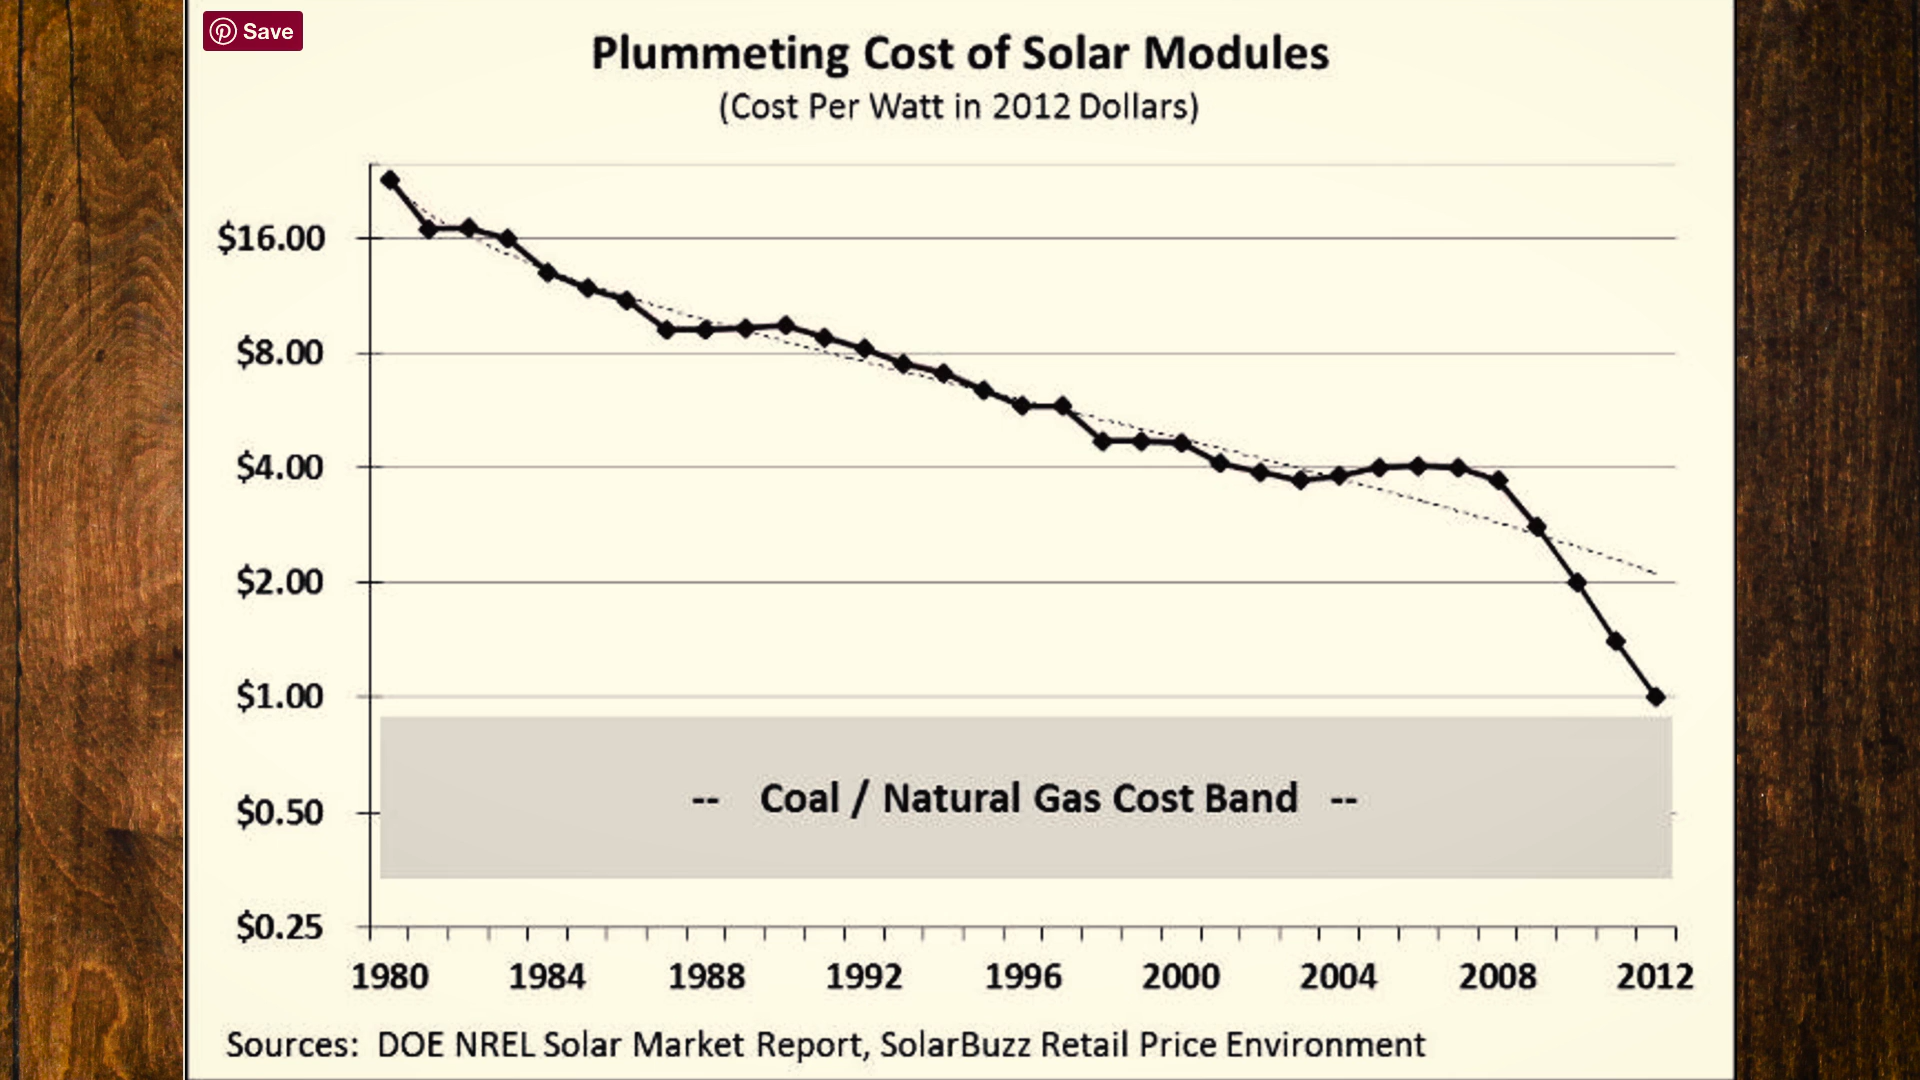 Save
Plummeting Cost of Solar Modules
(Cost Per Watt in 2012 Dollars)
$16.00
$8.00
$4.00
$2.00
$1.00
-- Coal / Natural Gas Cost Band --
$0.50
$0.25
1980 1984 1988 1992 1996 2000 2004 2008 2012
Sources: DOE NREL Solar Market Report, SolarBuzz Retail Price Environment